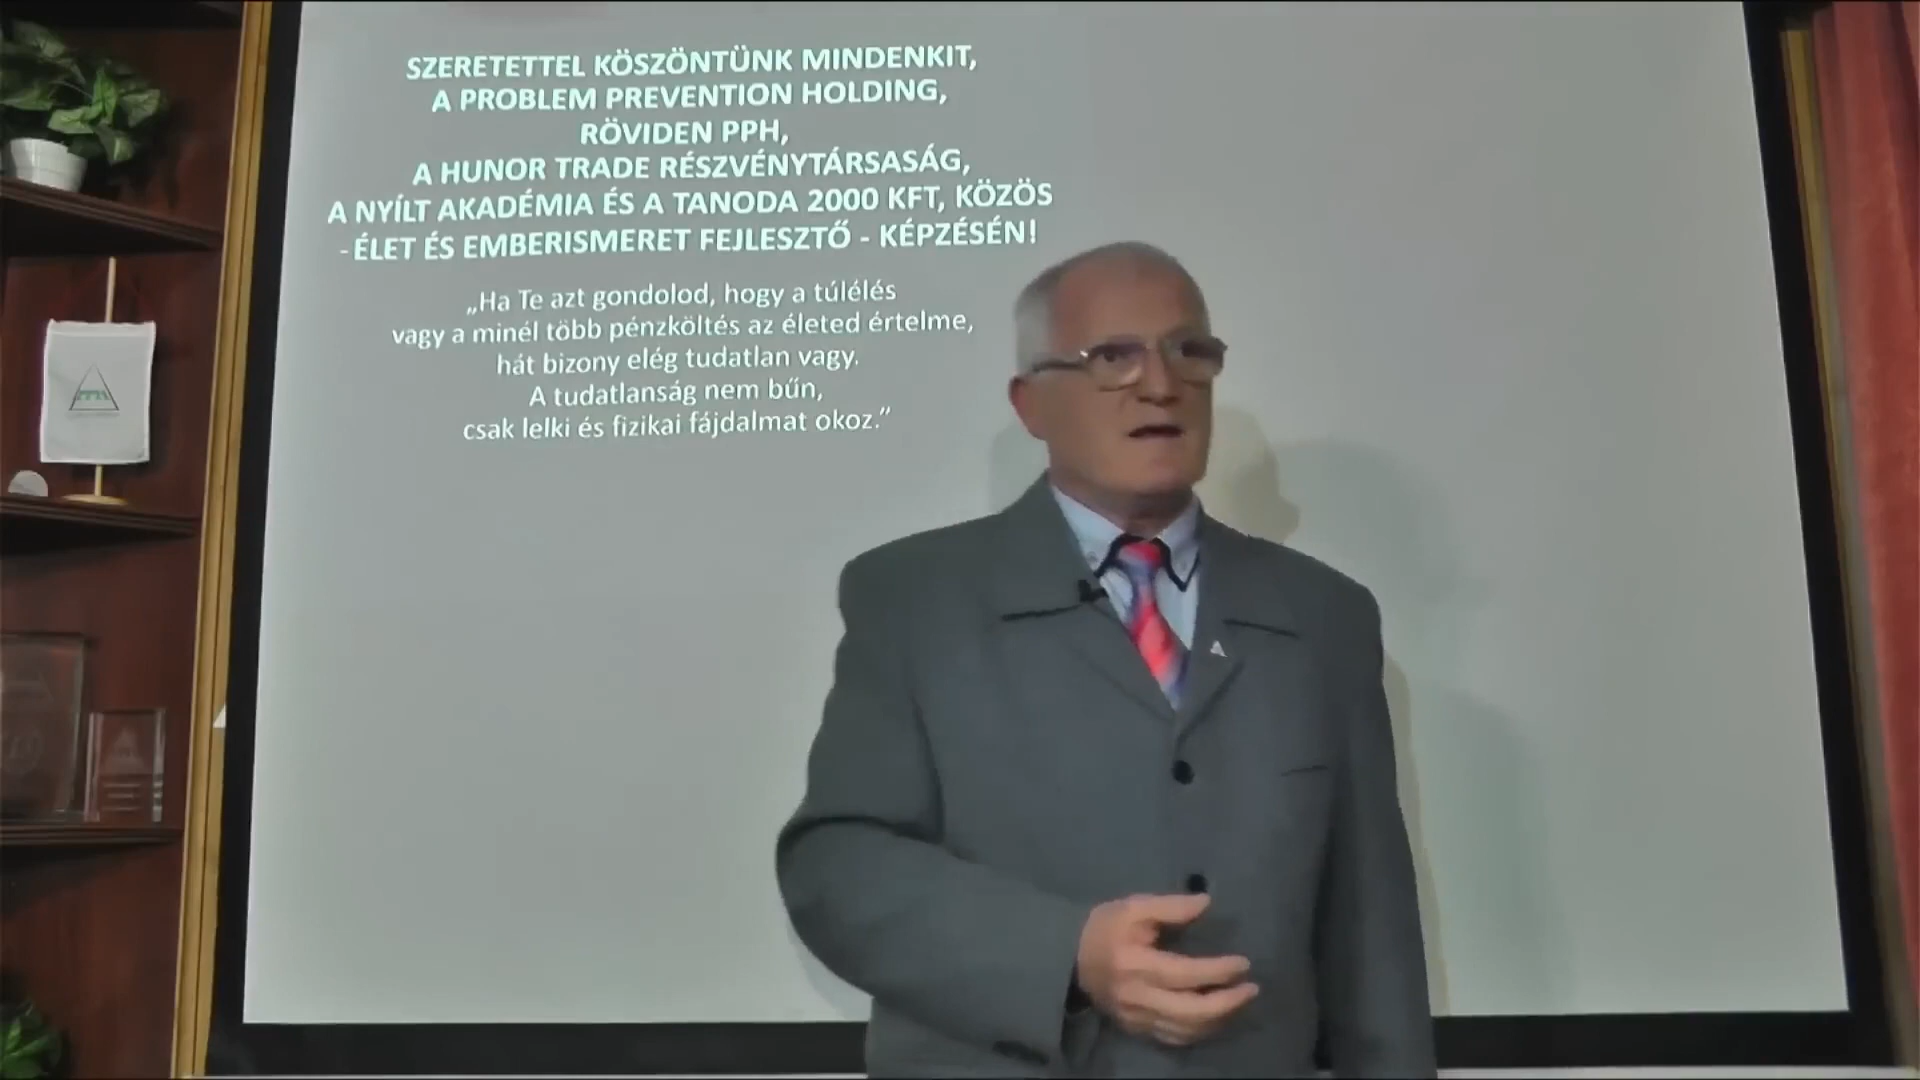 SZERETETTEL KÖSZÖNTÜNK MINDENKIT,
A PROBLEM PREVENTION HOLDING,
RÖVIDEN PPH,
A HUNOR TRADE RÉSZVÉNYTÁRSASÁG,
A NYÍLT AKADÉMIA ÉS A TANODA 2000 KFT, KÖZÖS
- ÉLET ÉS EMBERISMERET FEJLESZTŐ - KÉPZÉSÉN!
„Ha Te azt gondolod, hogy a túlélés
vagy a minél több pénzköltés az életed értelme,
hát bizony elég tudatlan vagy.
A tudatlanság nem bűn,
csak lelki és fizikai fájdalmat okoz.”